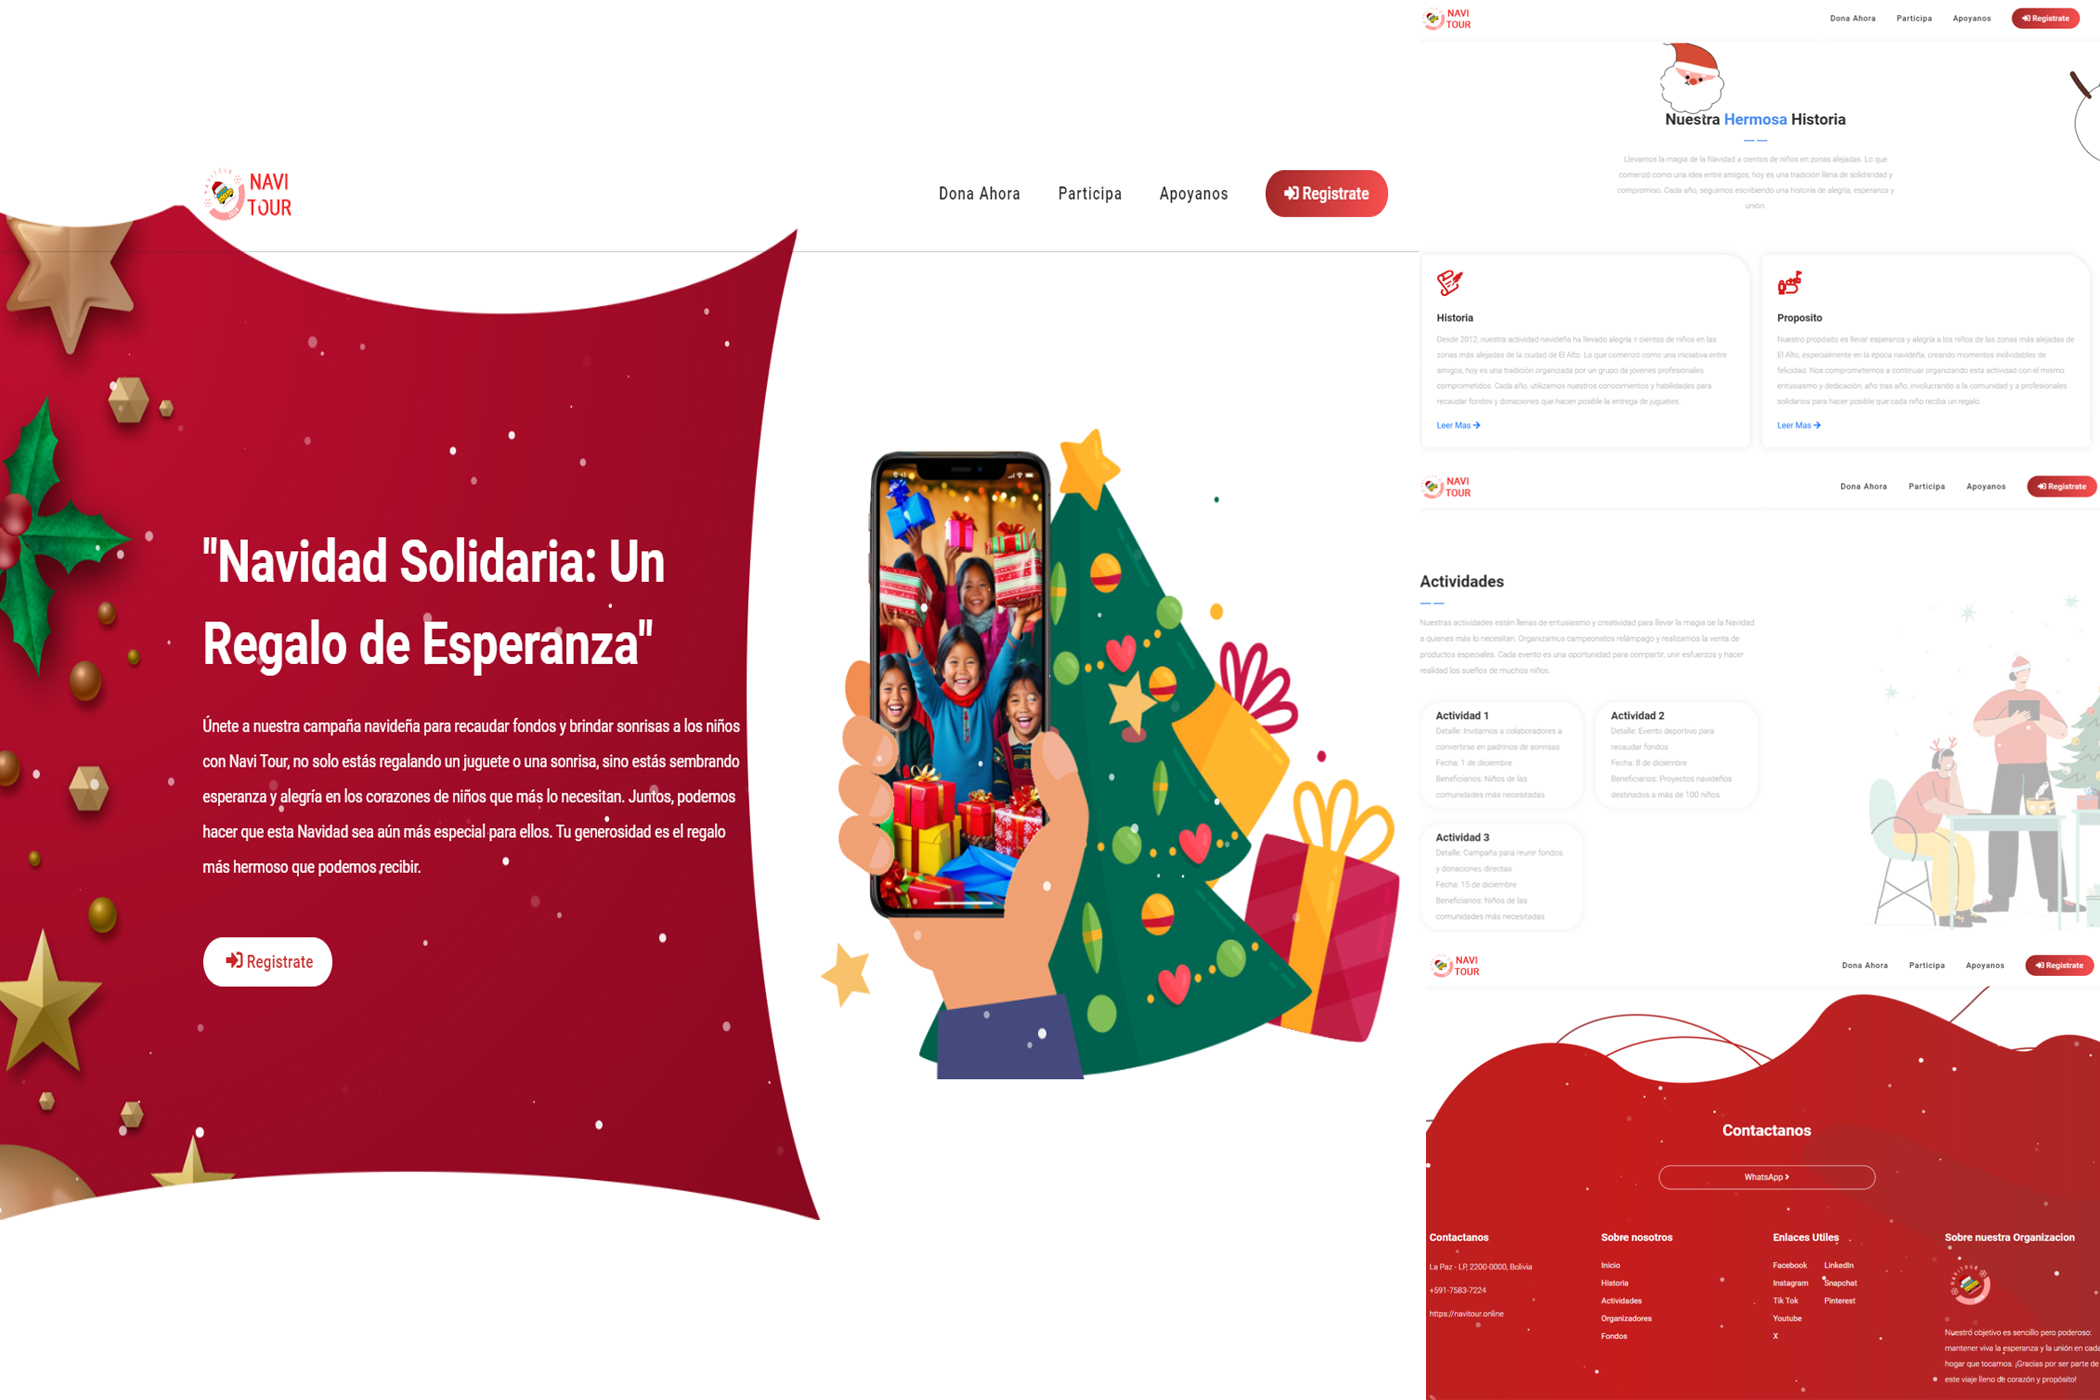 NAVI
TOUR
Dona Ahora
Participa
Apoyanos
Registrate
"Navidad Solidaria: Un
Regalo de Esperanza"
Únete a nuestra campaña navideña para recaudar fondos y brindar sonrisas a los niños
con Navi Tour, no solo estás regalando un juguete o una sonrisa, sino estás sembrando
esperanza y alegría en los corazones de niños que más lo necesitan. Juntos, podemos
hacer que esta Navidad sea aún más especial para ellos. Tu generosidad es el regalo
más hermoso que podemos recibir.
Registrate
NAVI
TOUR
Dona Ahora
Participa
Apoyanos
Registrate
Nuestra Hermosa Historia
Llevamos la magia de la Navidad a cientos de niños en zonas alejadas. Lo que
comenzó como una idea entre amigos, hoy es una tradición llena de solidaridad y
compromiso. Cada año, seguimos escribiendo una historia de alegría, esperanza y
unión.
Historia
Desde 2012, nuestra actividad navideña ha llevado alegría a cientos de niños en las
zonas más alejadas de la ciudad de El Alto. Lo que comenzó como una iniciativa entre
amigos, hoy es una tradición organizada por un grupo de jóvenes profesionales
comprometidos. Cada año, utilizamos nuestros conocimientos y habilidades para
recaudar fondos y donaciones que hacen posible la entrega de juguetes.
Leer Mas
Proposito
Nuestro propósito es llevar esperanza y alegría a los niños de las zonas más alejadas de
El Alto, especialmente en la época navideña, creando momentos inolvidables de
felicidad. Nos comprometemos a continuar organizando esta actividad con el mismo
entusiasmo y dedicación, año tras año, involucrando a la comunidad y a profesionales
solidarios para hacer posible que cada niño reciba un regalo.
Leer Mas
NAVI
TOUR
Dona Ahora
Participa
Apoyanos
Registrate
Actividades
Nuestras actividades están llenas de entusiasmo y creatividad para llevar la magia de la Navidad
a quienes más lo necesitan. Organizamos campeonatos relámpago y realizamos la venta de
productos especiales. Cada evento es una oportunidad para compartir, unir esfuerzos y hacer
realidad los sueños de muchos niños.
Actividad 1
Detalle: Invitamos a colaboradores a
convertirse en padrinos de sonrisas
Fecha: 1 de diciembre
Beneficiarios: Niños de las
comunidades más necesitadas.
Actividad 2
Detalle: Evento deportivo para
recaudar fondos
Fecha: 8 de diciembre
Beneficiarios: Proyectos navideños
destinados a más de 100 niños
Actividad 3
Detalle: Campaña para reunir fondos
y donaciones directas
Fecha: 15 de diciembre
Beneficiarios: Niños de las
comunidades más necesitadas
NAVI
TOUR
Dona Ahora
Participa
Apoyanos
Registrate
Contactanos
WhatsApp
Contactanos
La Paz - LP, 2200-0000, Bolivia
+591-7583-7224
https://navitour.online
Sobre nosotros
Inicio
Historia
Actividades
Organizadores
Fondos
Enlaces Utiles
Facebook
Instagram
Tik Tok
Youtube
X
LinkedIn
Snapchat
Pinterest
Sobre nuestra Organizacion
NAVITOUR
Nuestro objetivo es sencillo pero poderoso:
mantener viva la esperanza y la unión en cada
hogar que tocamos. ¡Gracias por ser parte de
este viaje lleno de corazón y propósito!